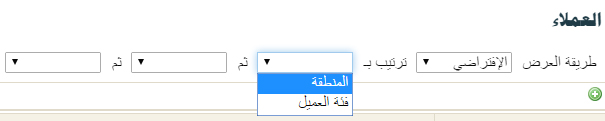 العملاء
طريقة العرض الإفتراضي ترتيب بـ ثم ثم
المنطقة
فئة العميل